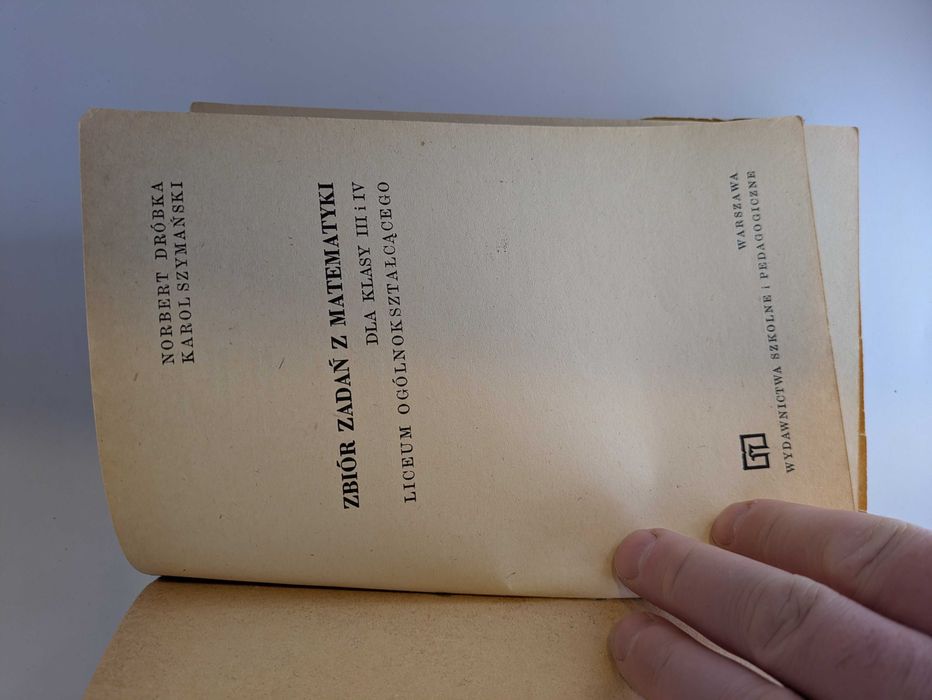 NORBERT DRÓBKA
KAROL SZYMAŃSKI
ZBIÓR ZADAŃ Z MATEMATYKI
DLA KLASY III i IV
LICEUM OGÓLNOKSZTAŁCĄCEGO
WARSZAWA
WYDAWNICTWA SZKOLNE i PEDAGOGICZNE